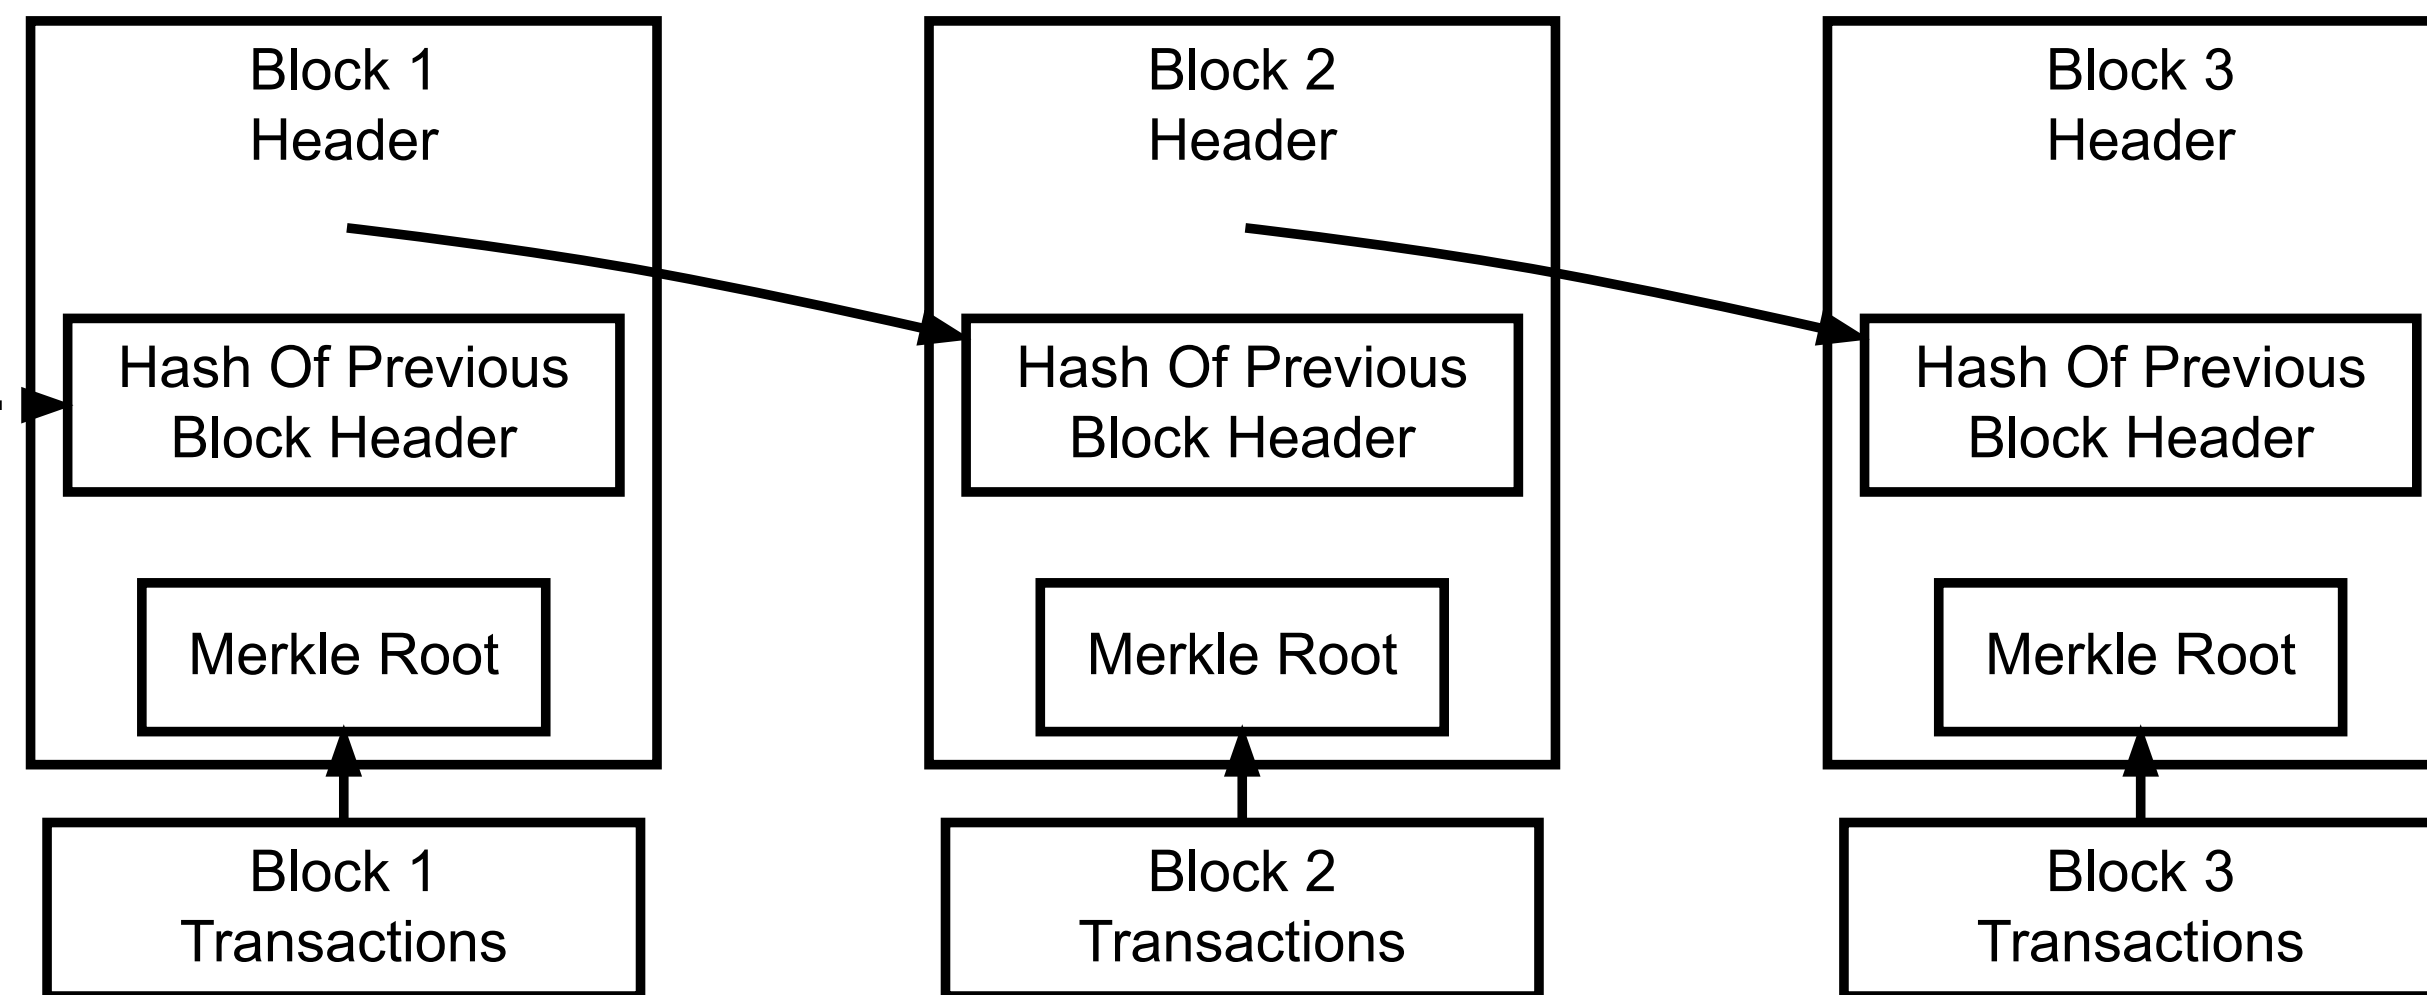 Block 1
Header
Hash Of Previous
Block Header
Merkle Root
Block 1
Transactions
Block 2
Header
Hash Of Previous
Block Header
Merkle Root
Block 2
Transactions
Block 3
Header
Hash Of Previous
Block Header
Merkle Root
Block 3
Transactions